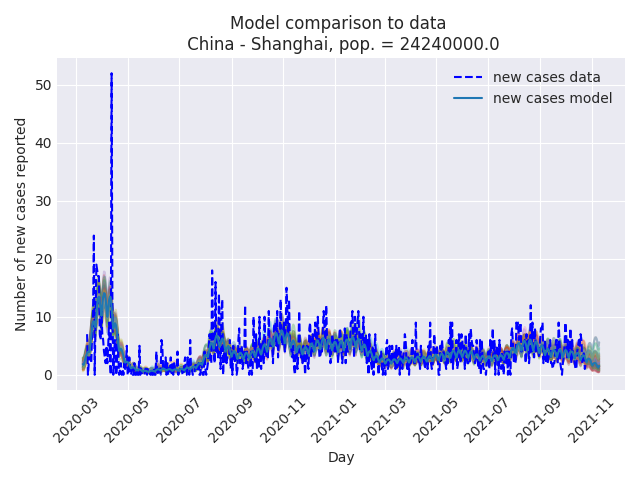 Model comparison to data
China - Shanghai, pop. = 24240000.0
new cases data
new cases model
Number of new cases reported
50
40
30
20
10
0
2020-03
2020-05
2020-07
2020-09
2020-11
2021-01
2021-03
2021-05
2021-07
2021-09
2021-11
Day